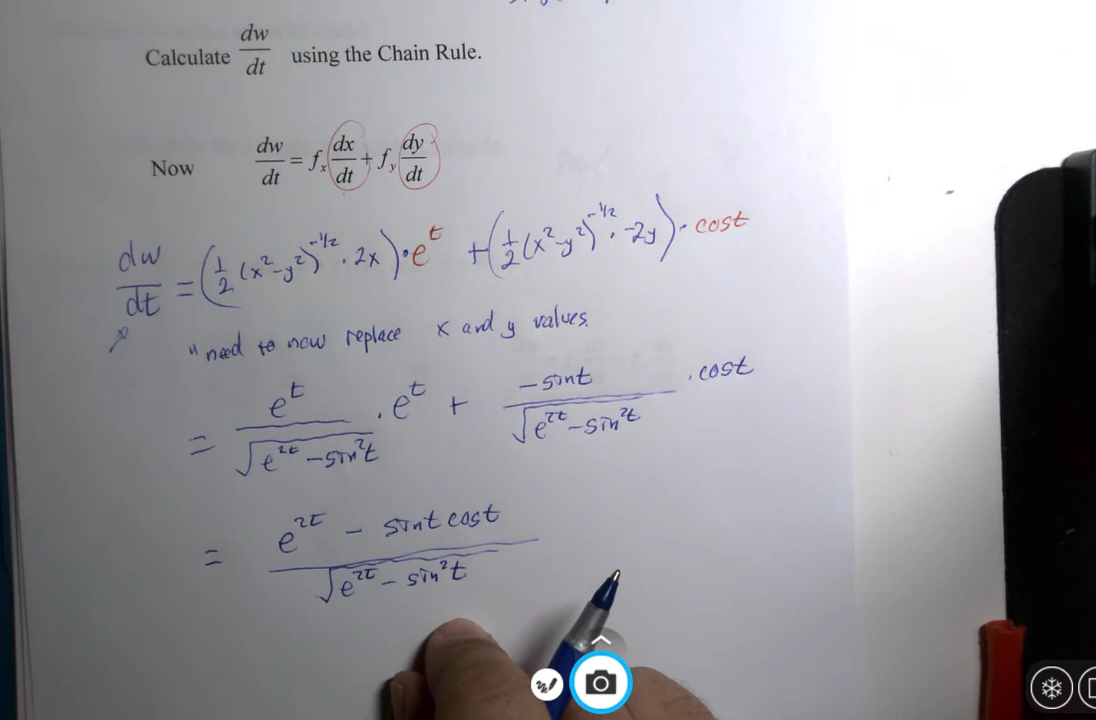 Calculate dw/dt using the Chain Rule.
Now dw/dt = f_x dx/dt + f_y dy/dt
dw/dt = (1/2 (x²-y²)^(-1/2) · 2x) · e^t + (1/2 (x²-y²)^(-1/2) · -2y) · cost
"need to now replace x and y values.
= e^t/√(e^(2t) - sin²t) · e^t + -sint/√(e^(2t) - sin²t) · cost
= (e^(2t) - sint cost)/√(e^(2t) - sin²t)